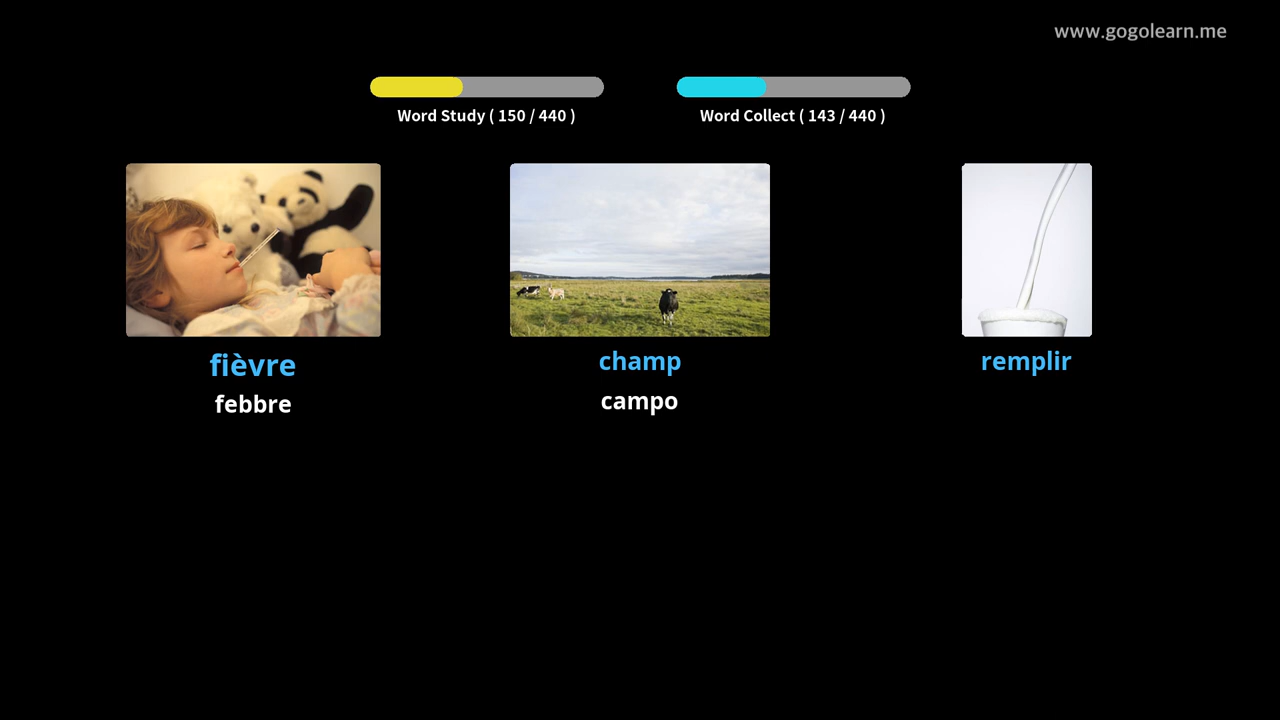 www.gogolearn.me
Word Study ( 150 / 440 )
Word Collect ( 143 / 440 )
fièvre
febbre
champ
campo
remplir